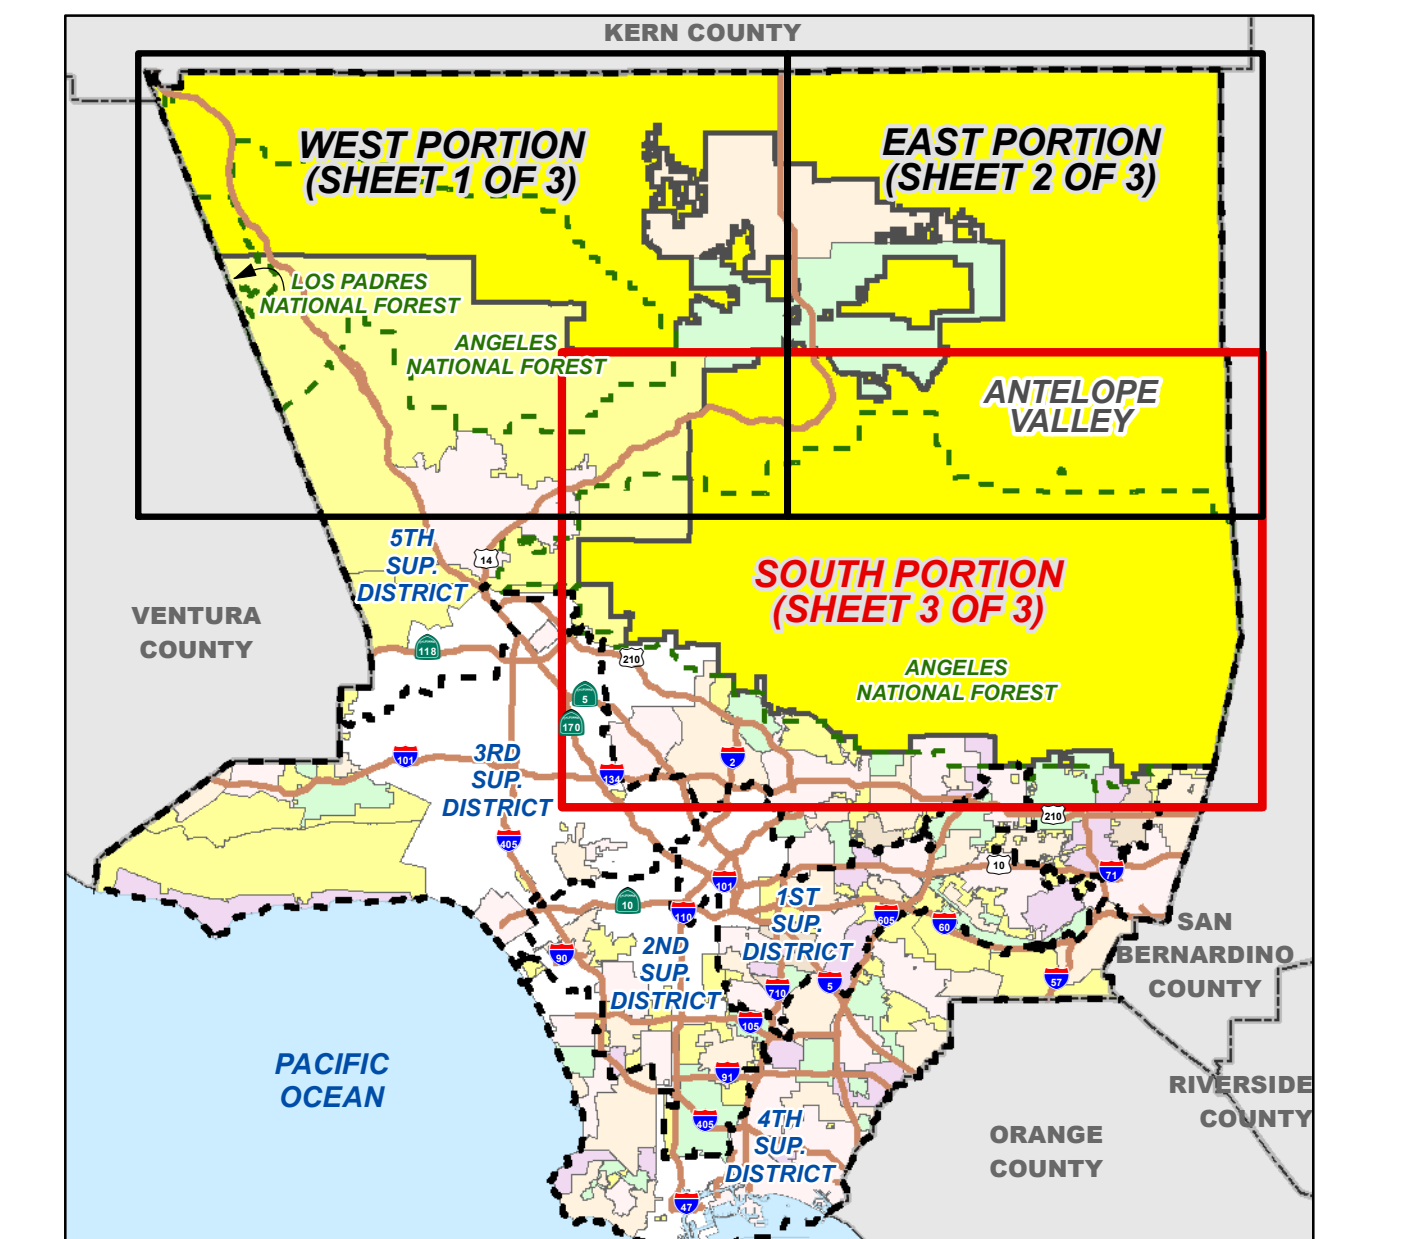 KERN COUNTY
WEST PORTION
(SHEET 1 OF 3)
EAST PORTION
(SHEET 2 OF 3)
LOS PADRES
NATIONAL FOREST
ANGELES
NATIONAL FOREST
ANTELOPE
VALLEY
5TH
SUP.
DISTRICT
14
SOUTH PORTION
(SHEET 3 OF 3)
VENTURA
COUNTY
118
210
ANGELES
NATIONAL FOREST
5
170
101
3RD
SUP.
DISTRICT
134
2
210
405
10
71
101
10
110
1ST
SUP.
DISTRICT
605
60
SAN
BERNARDINO
COUNTY
90
2ND
SUP.
DISTRICT
710
5
57
105
PACIFIC
OCEAN
91
RIVERSIDE
COUNTY
405
4TH
SUP.
DISTRICT
ORANGE
COUNTY
47